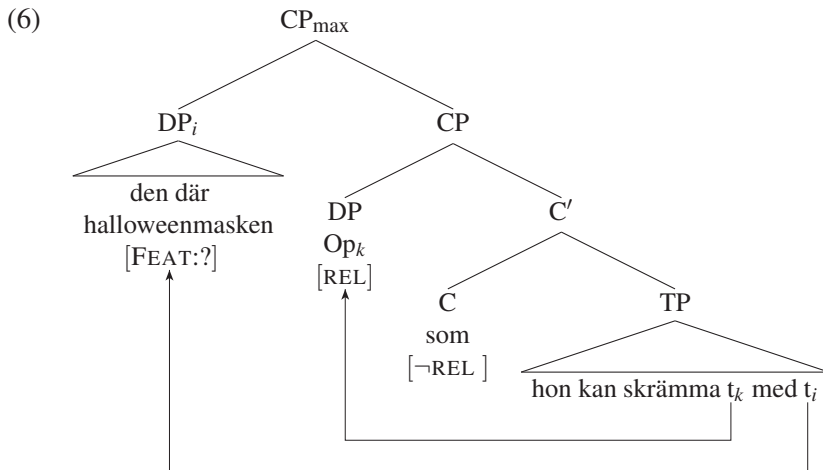 (6)
CPmax
DPi CP
den där
halloweenmasken
[FEAT:?]
DP C′
Opk
[REL]
C TP
som
[¬REL ]
hon kan skrämma tk med ti